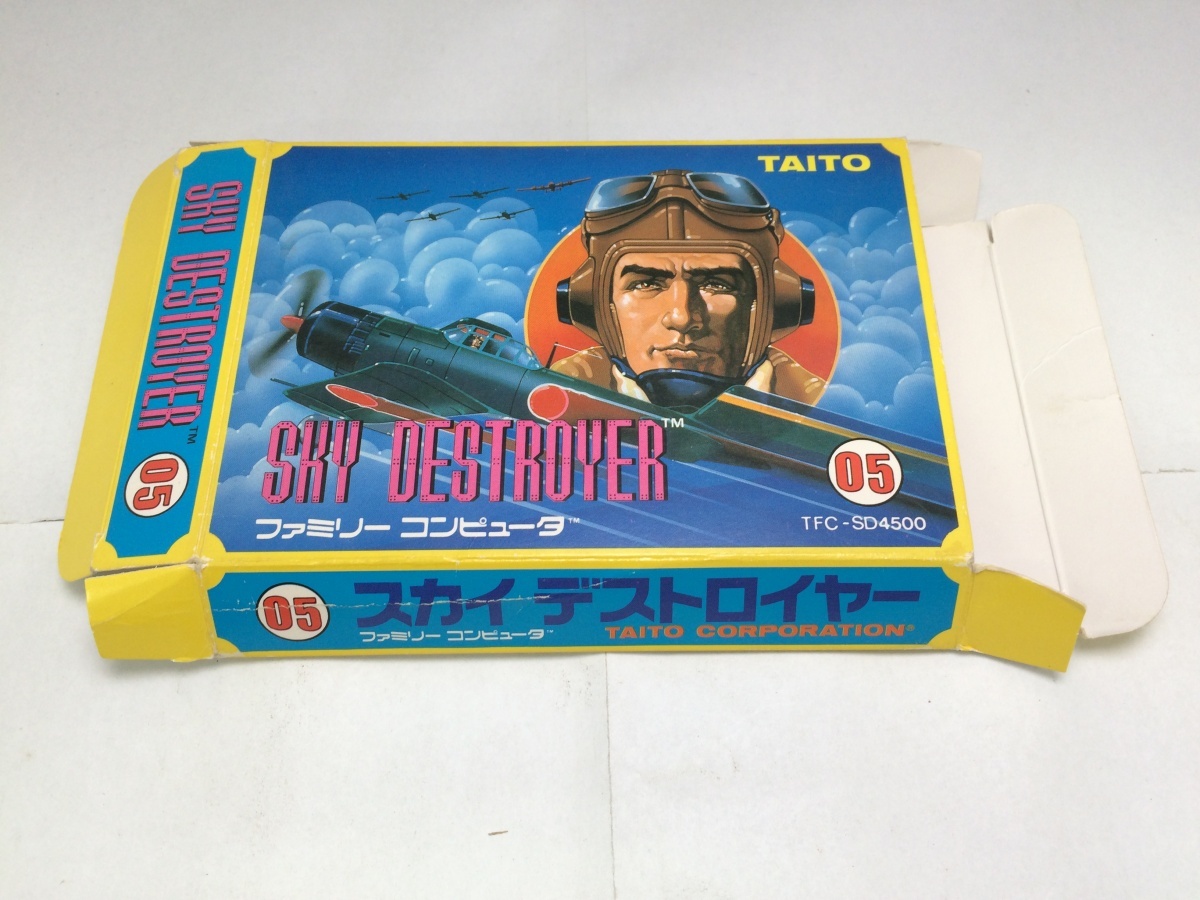 TAITO
SKY DESTROYER™
05
ファミリー コンピュータ™
TFC-SD4500
SKY DESTROYER™
05
05
スカイ デストロイヤー
ファミリー コンピュータ™
TAITO CORPORATION®